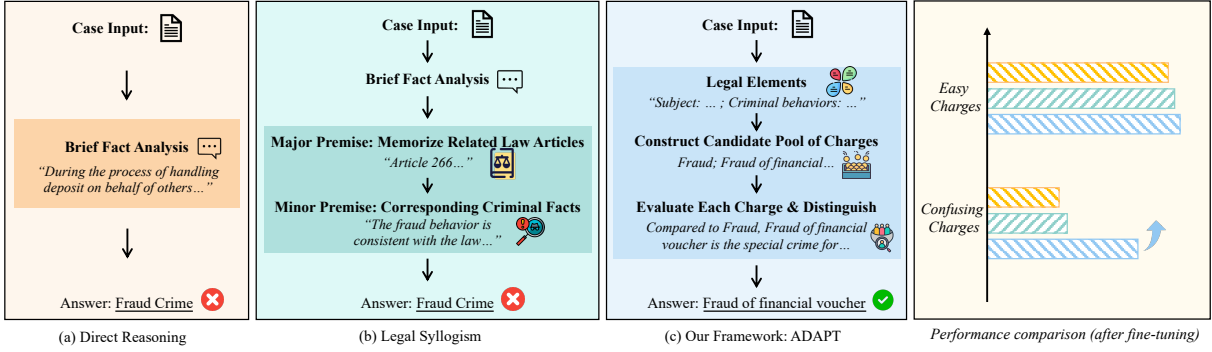 Case Input:
Brief Fact Analysis
“During the process of handling
deposit on behalf of others…”
Answer: Fraud Crime
(a) Direct Reasoning
Case Input:
Brief Fact Analysis
Major Premise: Memorize Related Law Articles
“Article 266…”
Minor Premise: Corresponding Criminal Facts
“The fraud behavior is
consistent with the law…”
Answer: Fraud Crime
(b) Legal Syllogism
Case Input:
Legal Elements
“Subject: … ; Criminal behaviors: …”
Construct Candidate Pool of Charges
Fraud; Fraud of financial…
Evaluate Each Charge & Distinguish
Compared to Fraud, Fraud of financial
voucher is the special crime for…
Answer: Fraud of financial voucher
(c) Our Framework: ADAPT
Easy
Charges
Confusing
Charges
Performance comparison (after fine-tuning)